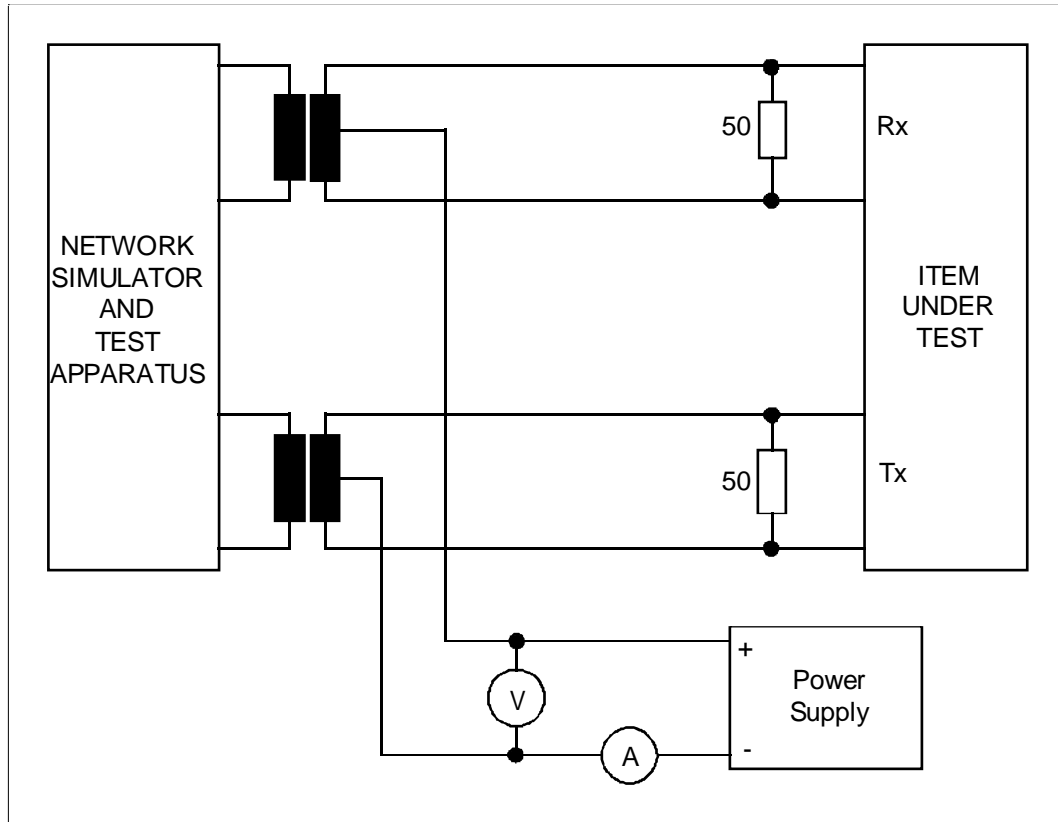 50
Rx
NETWORK
SIMULATOR
AND
TEST
APPARATUS
ITEM
UNDER
TEST
50
Tx
+
Power
Supply
V
-
A